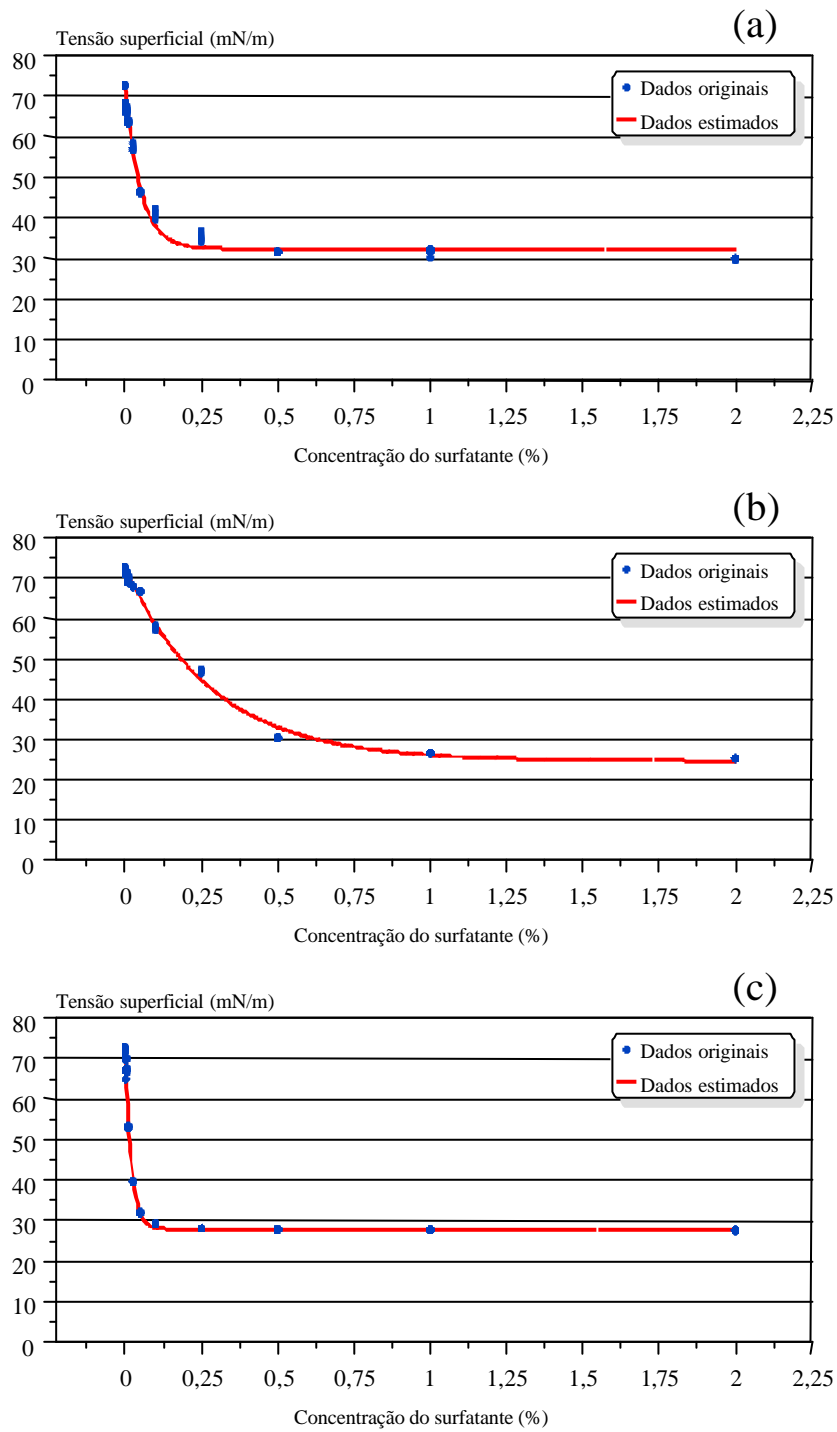 (a)
Tensão superficial (mN/m)
80
70
60
50
40
30
20
10
0
Dados originais
Dados estimados
0 0,25 0,5 0,75 1 1,25 1,5 1,75 2 2,25
Concentração do surfatante (%)
(b)
Tensão superficial (mN/m)
80
70
60
50
40
30
20
10
0
Dados originais
Dados estimados
0 0,25 0,5 0,75 1 1,25 1,5 1,75 2 2,25
Concentração do surfatante (%)
(c)
Tensão superficial (mN/m)
80
70
60
50
40
30
20
10
0
Dados originais
Dados estimados
0 0,25 0,5 0,75 1 1,25 1,5 1,75 2 2,25
Concentração do surfatante (%)